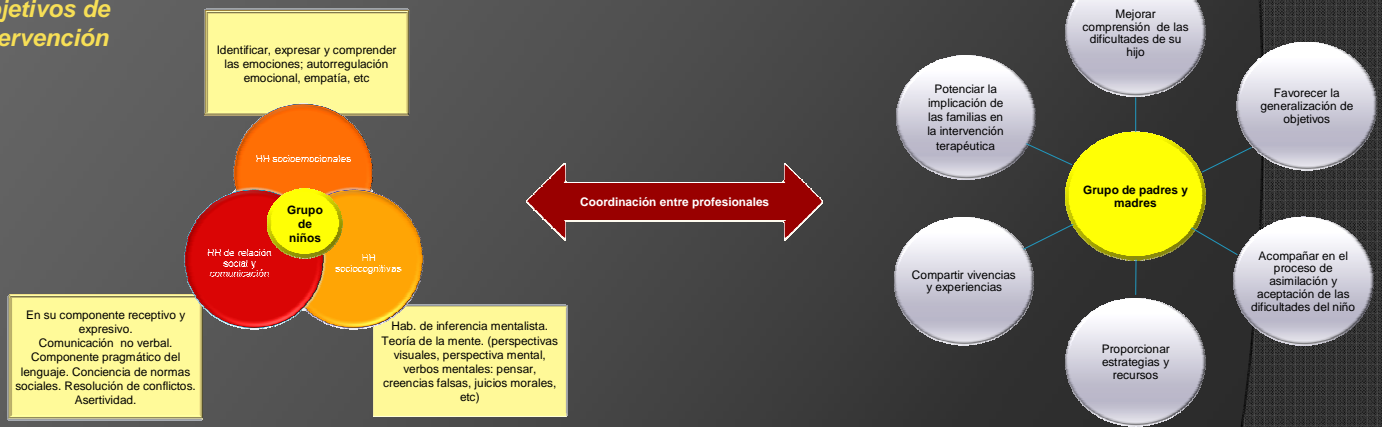 jetivos de
ervención
Identificar, expresar y comprender
las emociones; autorregulación
emocional, empatía, etc
HH socioemocionales
Grupo
de
niños
HH de relación
social y
comunicación
HH
sociocognitivas
En su componente receptivo y
expresivo.
Comunicación no verbal.
Componente pragmático del
lenguaje. Conciencia de normas
sociales. Resolución de conflictos.
Asertividad.
Hab. de inferencia mentalista.
Teoría de la mente. (perspectivas
visuales, perspectiva mental,
verbos mentales: pensar,
creencias falsas, juicios morales,
etc)
Coordinación entre profesionales
Mejorar
comprensión de las
dificultades de su
hijo
Potenciar la
implicación de
las familias en
la intervención
terapéutica
Favorecer la
generalización de
objetivos
Grupo de padres y
madres
Compartir vivencias
y experiencias
Acompañar en el
proceso de
asimilación y
aceptación de las
dificultades del niño
Proporcionar
estrategias y
recursos